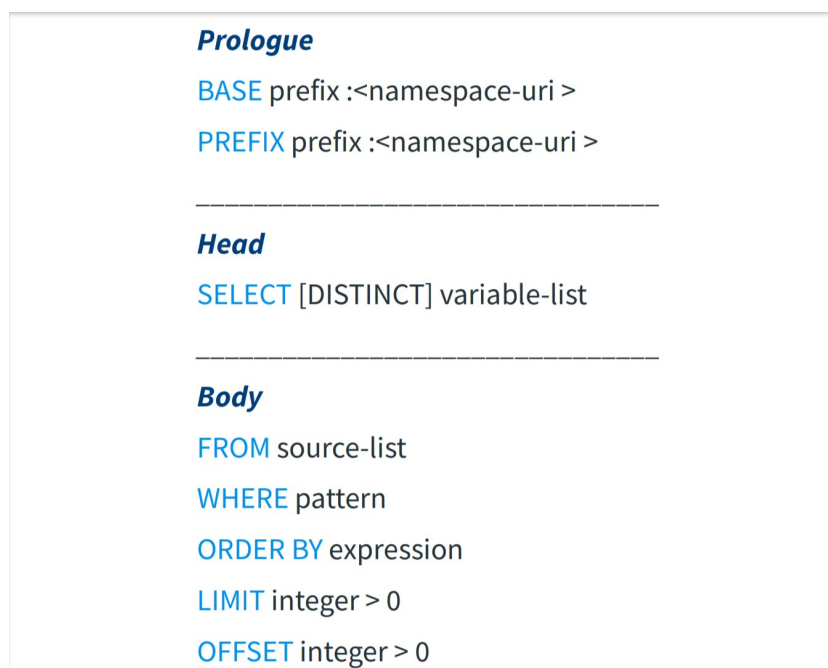 Prologue
BASE prefix :<namespace-uri >
PREFIX prefix :<namespace-uri >
________________________________
Head
SELECT [DISTINCT] variable-list
________________________________
Body
FROM source-list
WHERE pattern
ORDER BY expression
LIMIT integer > 0
OFFSET integer > 0